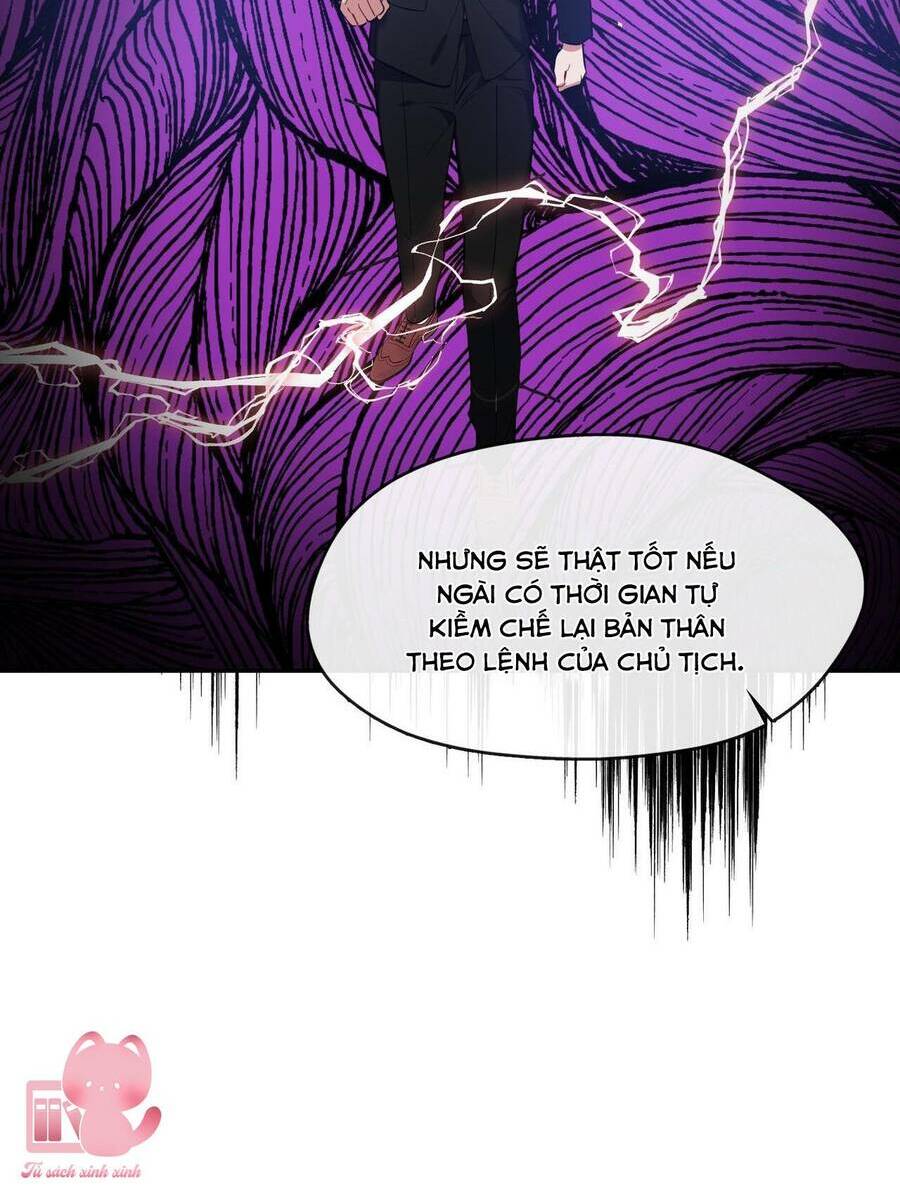 NHƯNG SẼ THẬT TỐT NẾU
NGÀI CÓ THỜI GIAN TỰ
KIỀM CHẾ LẠI BẢN THÂN
THEO LỆNH CỦA CHỦ TỊCH.
Tủ sách xinh xinh